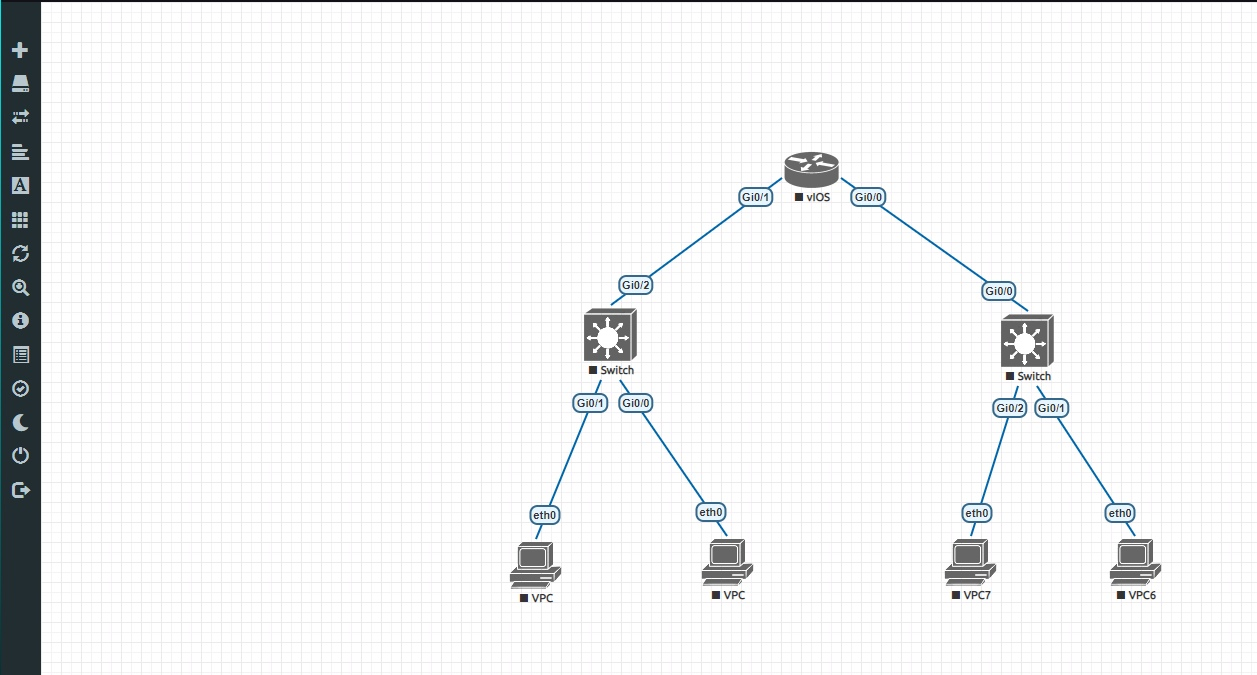 A
Gi0/1
vIOS
Gi0/0
Gi0/2
Gi0/0
Switch
Switch
Gi0/1
Gi0/0
Gi0/2
Gi0/1
eth0
eth0
eth0
eth0
VPC
VPC
VPC7
VPC6